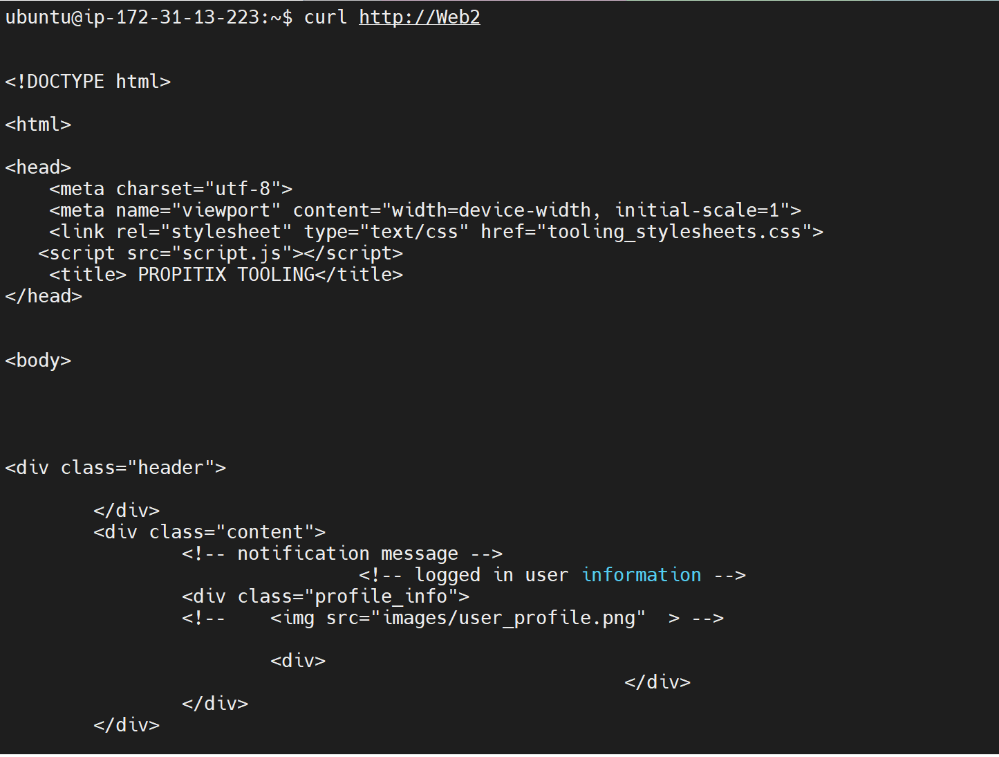 ubuntu@ip-172-31-13-223:~$ curl http://Web2
<!DOCTYPE html>
<html>
<head>
    <meta charset="utf-8">
    <meta name="viewport" content="width=device-width, initial-scale=1">
    <link rel="stylesheet" type="text/css" href="tooling_stylesheets.css">
   <script src="script.js"></script>
    <title> PROPITIX TOOLING</title>
</head>
<body>
<div class="header">
        </div>
        <div class="content">
                <!-- notification message -->
                                <!-- logged in user information -->
                <div class="profile_info">
                <!--    <img src="images/user_profile.png"  > -->
                        <div>
                                                        </div>
                </div>
        </div>